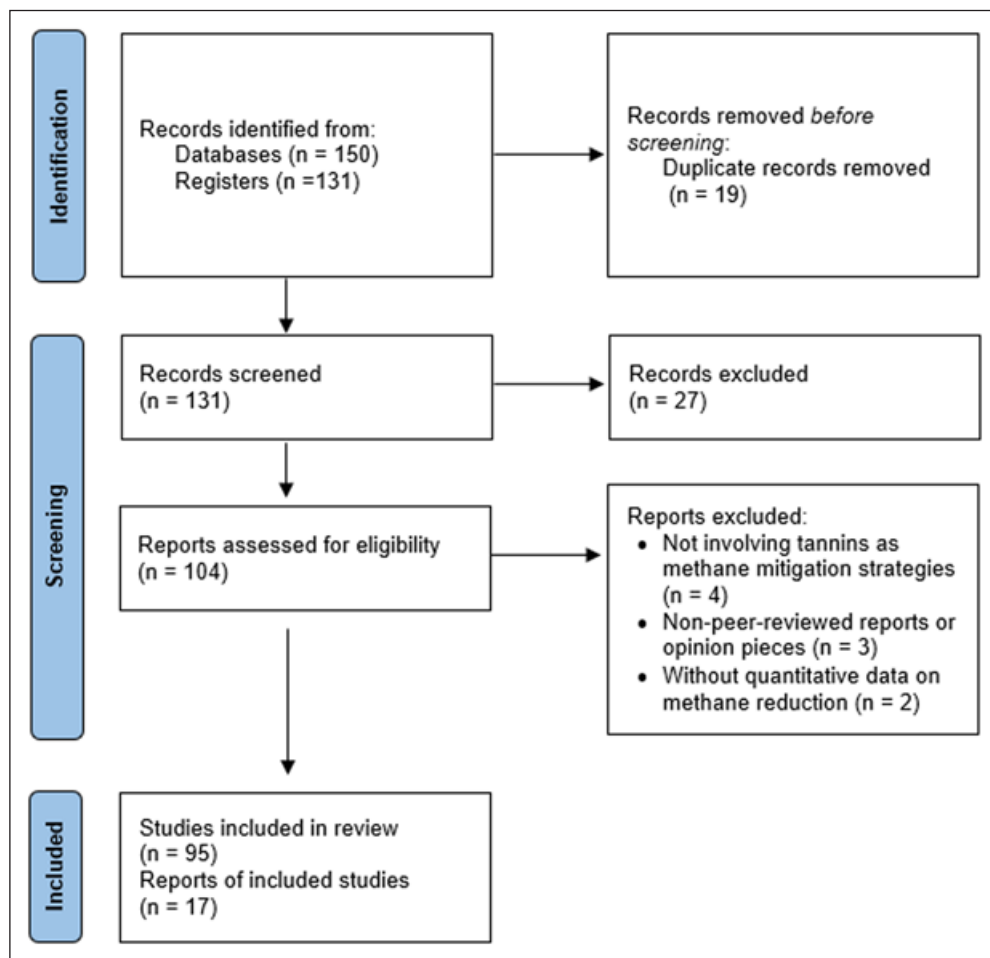 Identification
Records identified from:
Databases (n = 150)
Registers (n =131)
Records removed before
screening:
Duplicate records removed
(n = 19)
Screening
Records screened
(n = 131)
Records excluded
(n = 27)
Reports assessed for eligibility
(n = 104)
Reports excluded:
• Not involving tannins as
methane mitigation strategies
(n = 4)
• Non-peer-reviewed reports or
opinion pieces (n = 3)
• Without quantitative data on
methane reduction (n = 2)
Included
Studies included in review
(n = 95)
Reports of included studies
(n = 17)